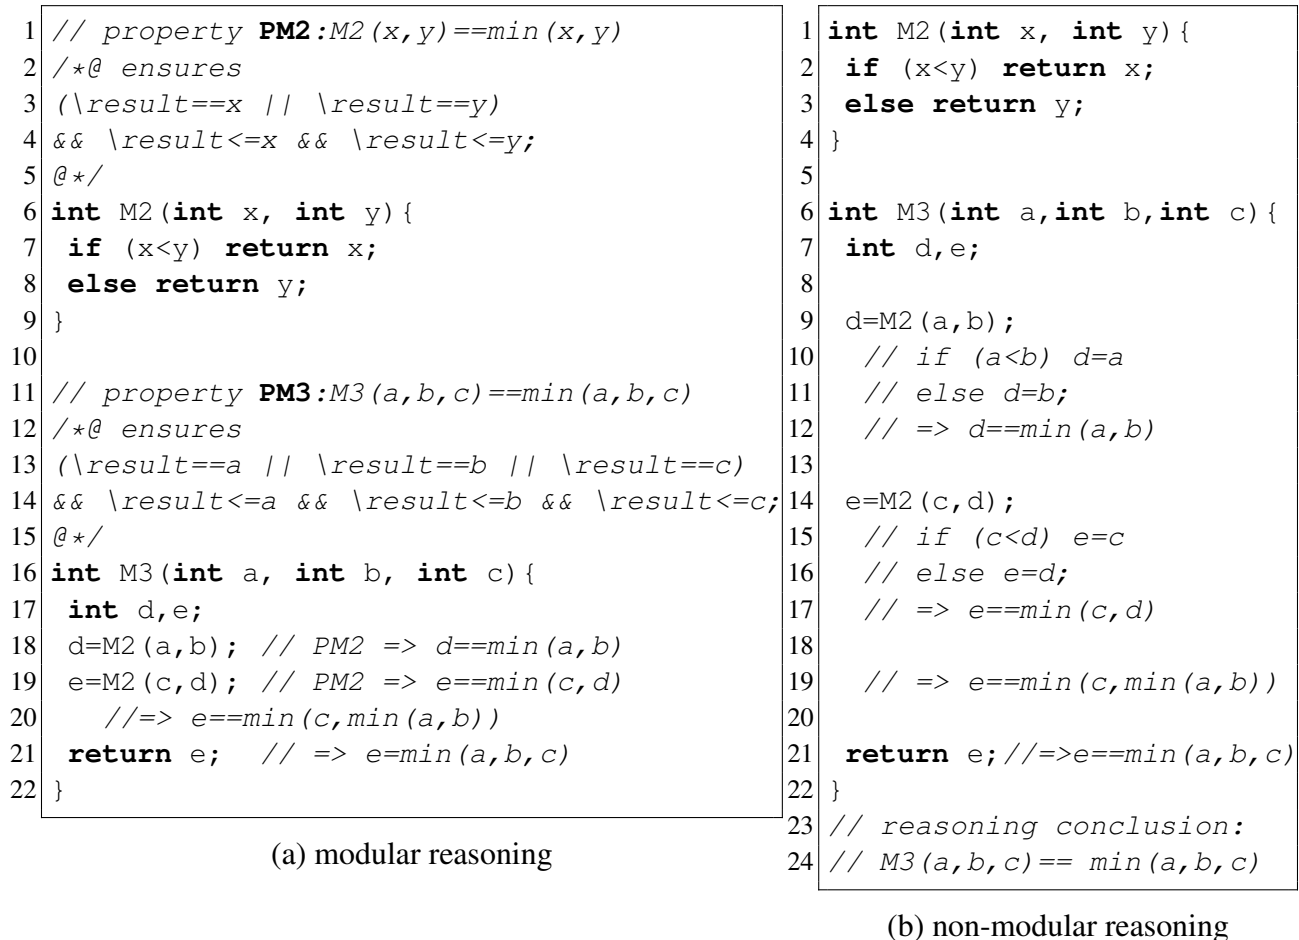 1 // property PM2:M2(x,y)==min(x,y)
2 /*@ ensures
3 (\result==x || \result==y)
4 && \result<=x && \result<=y;
5 @*/
6 int M2(int x, int y){
7 if (x<y) return x;
8 else return y;
9 }
10
11 // property PM3:M3(a,b,c)==min(a,b,c)
12 /*@ ensures
13 (\result==a || \result==b || \result==c)
14 && \result<=a && \result<=b && \result<=c;
15 @*/
16 int M3(int a, int b, int c){
17 int d,e;
18 d=M2(a,b); // PM2 => d==min(a,b)
19 e=M2(c,d); // PM2 => e==min(c,d)
20 //=> e==min(c,min(a,b))
21 return e; // => e=min(a,b,c)
22 }
(a) modular reasoning
1 int M2(int x, int y){
2 if (x<y) return x;
3 else return y;
4 }
5
6 int M3(int a,int b,int c){
7 int d,e;
8
9 d=M2(a,b);
10 // if (a<b) d=a
11 // else d=b;
12 // => d==min(a,b)
13
14 e=M2(c,d);
15 // if (c<d) e=c
16 // else e=d;
17 // => e==min(c,d)
18
19 // => e==min(c,min(a,b))
20
21 return e;//=>e==min(a,b,c)
22 }
23 // reasoning conclusion:
24 // M3(a,b,c)== min(a,b,c)
(b) non-modular reasoning